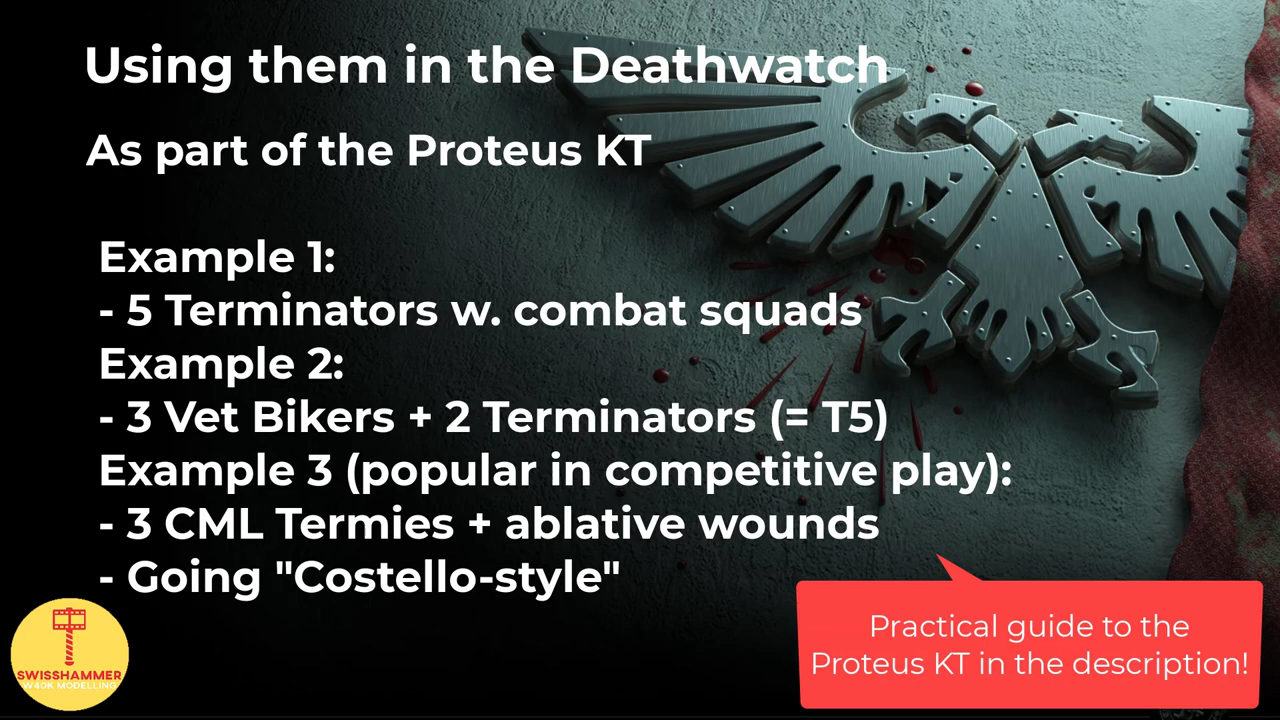 Using them in the Deathwatch
As part of the Proteus KT
Example 1:
- 5 Terminators w. combat squads
Example 2:
- 3 Vet Bikers + 2 Terminators (= T5)
Example 3 (popular in competitive play):
- 3 CML Termies + ablative wounds
- Going "Costello-style"
Practical guide to the
Proteus KT in the description!
SWISSHAMMER
W40K MODELLING